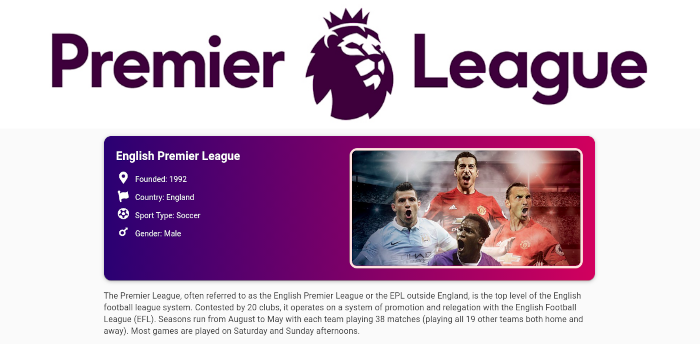 Premier League
English Premier League
Founded: 1992
Country: England
Sport Type: Soccer
Gender: Male
The Premier League, often referred to as the English Premier League or the EPL outside England, is the top level of the English
football league system. Contested by 20 clubs, it operates on a system of promotion and relegation with the English Football
League (EFL). Seasons run from August to May with each team playing 38 matches (playing all 19 other teams both home and
away). Most games are played on Saturday and Sunday afternoons.